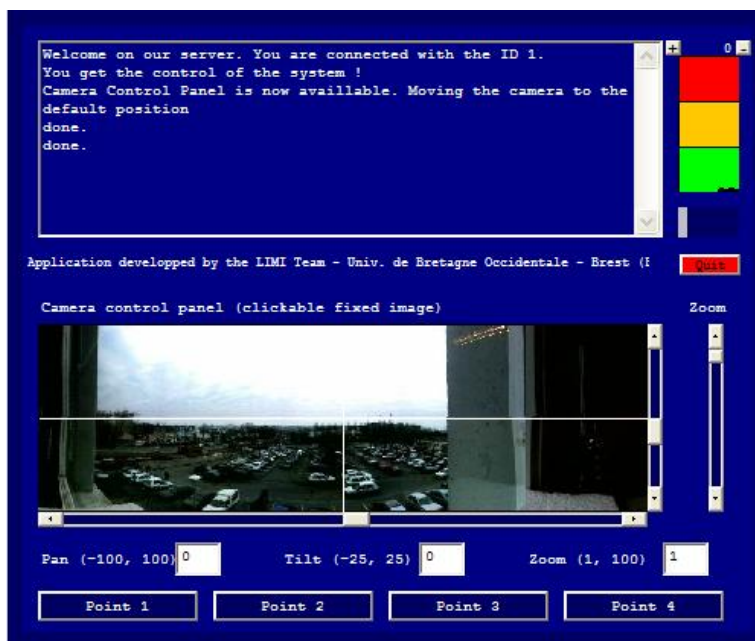 Welcome on our server. You are connected with the ID 1.
You get the control of the system !
Camera Control Panel is now availlable. Moving the camera to the
default position
done.
done.
+ 0 -
Application developped by the LIMI Team - Univ. de Bretagne Occidentale - Brest (
Quit
Camera control panel (clickable fixed image)
Zoom
Pan (-100, 100) 0
Tilt (-25, 25) 0
Zoom (1, 100) 1
Point 1
Point 2
Point 3
Point 4